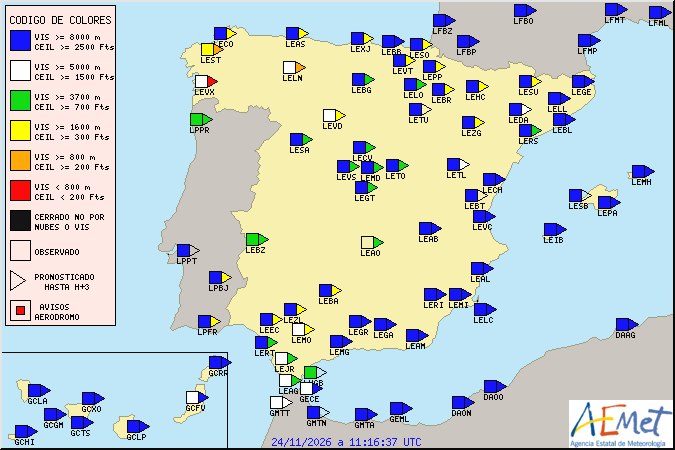 CODIGO DE COLORES
VIS >= 8000 m
CEIL >= 2500 Fts
VIS >= 5000 m
CEIL >= 1500 Fts
VIS >= 3700 m
CEIL >= 700 Fts
VIS >= 1600 m
CEIL >= 300 Fts
VIS >= 800 m
CEIL >= 200 Fts
VIS < 800 m
CEIL < 200 Fts
CERRADO NO POR
NUBES O VIS
OBSERVADO
PRONOSTICADO
HASTA H+3
AVISOS
AERODROMO
LFBO
LFMT
LFML
LFBZ
LECO
LEAS
LEXJ
LEBB
LESO
LFBP
LFMP
LEST
LEVT
LEPP
LELN
LEVX
LEBG
LELO
LEBR
LEHC
LESU
LEGE
LELL
LPPR
LEVD
LETU
LEZG
LEDA
LEBL
LERS
LESA
LECV
LEVS
LEMD
LETO
LETL
LECH
LEMH
LEGT
LEBT
LESB
LEPA
LEVC
LEBZ
LEAO
LEAB
LEIB
LPPT
LPBJ
LEAL
LEBA
LERI
LEMI
LEZL
LELC
LPFR
LEEC
LEMO
LEGR
LEGA
LEAM
DAAG
LERT
LEMG
LEJR
GCRR
LXGB
LEAG
GCLA
GCXO
GCFV
GECE
DAOO
GMTT
GEML
DAON
GCGM
GCTS
GCLP
GMTN
GMTA
GCHI
24/11/2026 a 11:16:37 UTC
AEMet
Agencia Estatal de Meteorología